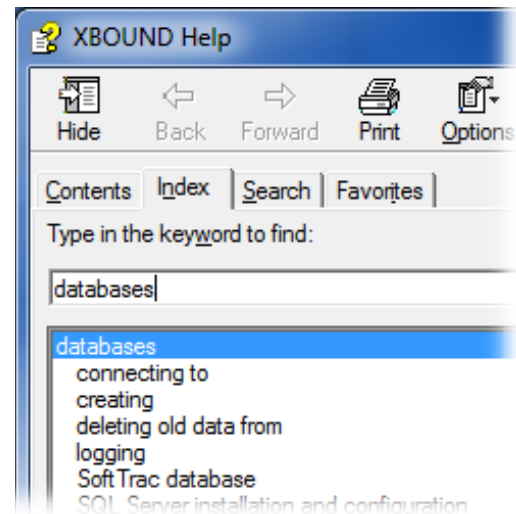 XBOUND Help
Hide Back Forward Print Options
Contents Index Search Favorites
Type in the keyword to find:
databases
databases
connecting to
creating
deleting old data from
logging
SoftTrac database
SQL Server installation and configuration